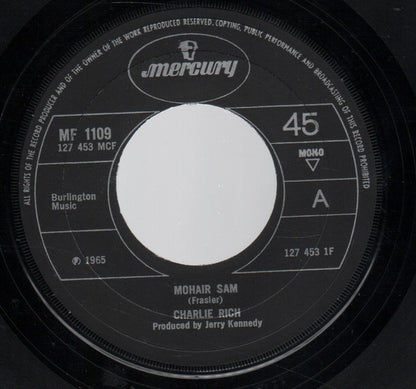 ALL RIGHTS OF THE RECORD PRODUCER AND OF THE OWNER OF THE WORK REPRODUCED RESERVED. COPYING, PUBLIC PERFORMANCE AND BROADCASTING OF THIS RECORD PROHIBITED
mercury
MF 1109
127 453 MCF
45
MONO
Burlington
Music
A
℗ 1965
127 453 1F
MOHAIR SAM
(Frasier)
CHARLIE RICH
Produced by Jerry Kennedy